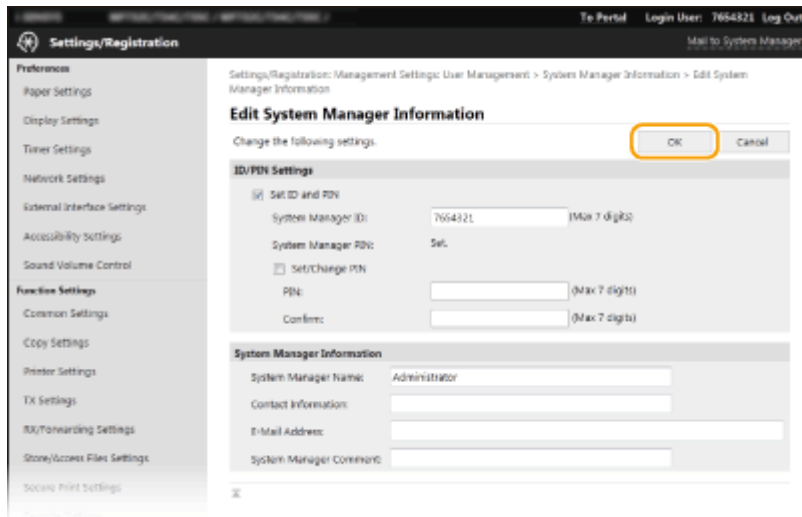 To Portal Login User: 7654321 Log Out
Settings/Registration
Mail to System Manager
Preferences
Paper Settings
Display Settings
Timer Settings
Network Settings
External Interface Settings
Accessibility Settings
Sound Volume Control
Function Settings
Common Settings
Copy Settings
Printer Settings
TX Settings
RX/Forwarding Settings
Store/Access Files Settings
Secure Print Settings
Settings/Registration: Management Settings: User Management > System Manager Information > Edit System
Manager Information
Edit System Manager Information
Change the following settings.
OK
Cancel
ID/PIN Settings
Set ID and PIN
System Manager ID: 7654321 (Max 7 digits)
System Manager PIN: Set.
Set/Change PIN
PIN: (Max 7 digits)
Confirm: (Max 7 digits)
System Manager Information
System Manager Name: Administrator
Contact Information:
E-Mail Address:
System Manager Comment: